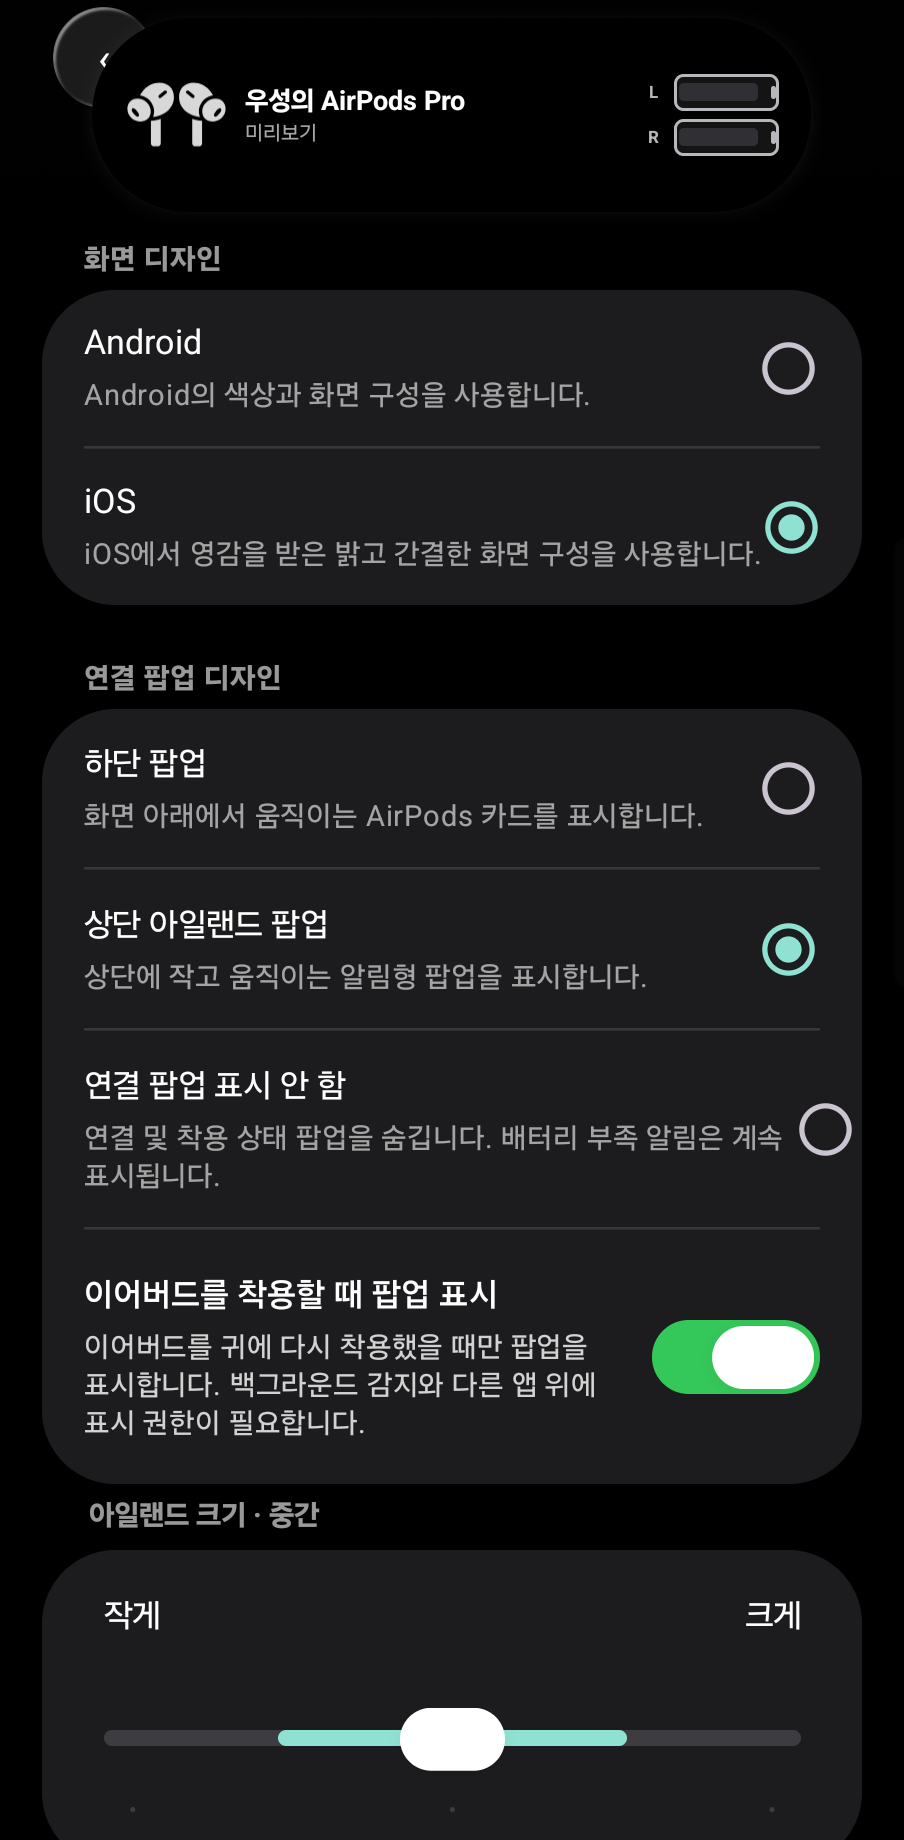 ‹
우성의 AirPods Pro
미리보기
L
R
화면 디자인
Android
Android의 색상과 화면 구성을 사용합니다.
iOS
iOS에서 영감을 받은 밝고 간결한 화면 구성을 사용합니다.
연결 팝업 디자인
하단 팝업
화면 아래에서 움직이는 AirPods 카드를 표시합니다.
상단 아일랜드 팝업
상단에 작고 움직이는 알림형 팝업을 표시합니다.
연결 팝업 표시 안 함
연결 및 착용 상태 팝업을 숨깁니다. 배터리 부족 알림은 계속
표시됩니다.
이어버드를 착용할 때 팝업 표시
이어버드를 귀에 다시 착용했을 때만 팝업을
표시합니다. 백그라운드 감지와 다른 앱 위에
표시 권한이 필요합니다.
아일랜드 크기 · 중간
작게
크게